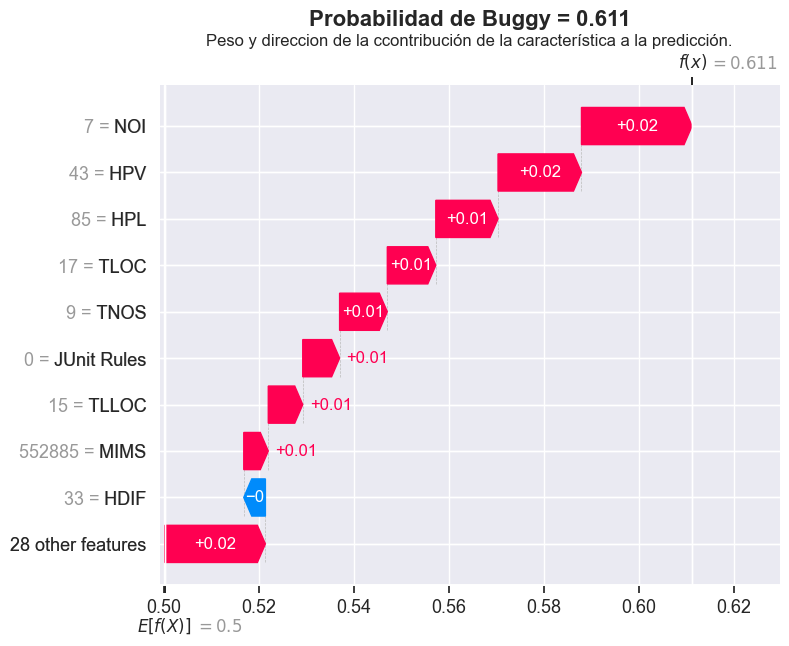 Probabilidad de Buggy = 0.611
Peso y direccion de la ccontribución de la característica a la predicción.
f(x) = 0.611
7 = NOI +0.02
43 = HPV +0.02
85 = HPL +0.01
17 = TLOC +0.01
9 = TNOS +0.01
0 = JUnit Rules +0.01
15 = TLLOC +0.01
552885 = MIMS +0.01
33 = HDIF −0
28 other features +0.02
0.50 0.52 0.54 0.56 0.58 0.60 0.62
E[f(X)] = 0.5